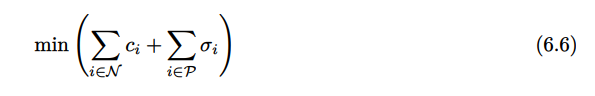 min ( ∑_{i∈𝒩} c_i + ∑_{i∈𝒫} σ_i ) (6.6)